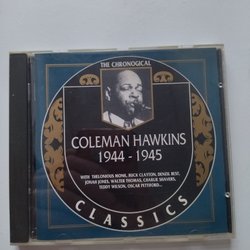 THE CHRONOLOGICAL
COLEMAN HAWKINS
1944 - 1945
WITH: THELONIOUS MONK, BUCK CLAYTON, DENZIL BEST,
JONAH JONES, WALTER THOMAS, CHARLIE SHAVERS,
TEDDY WILSON, OSCAR PETTIFORD...
CLASSICS